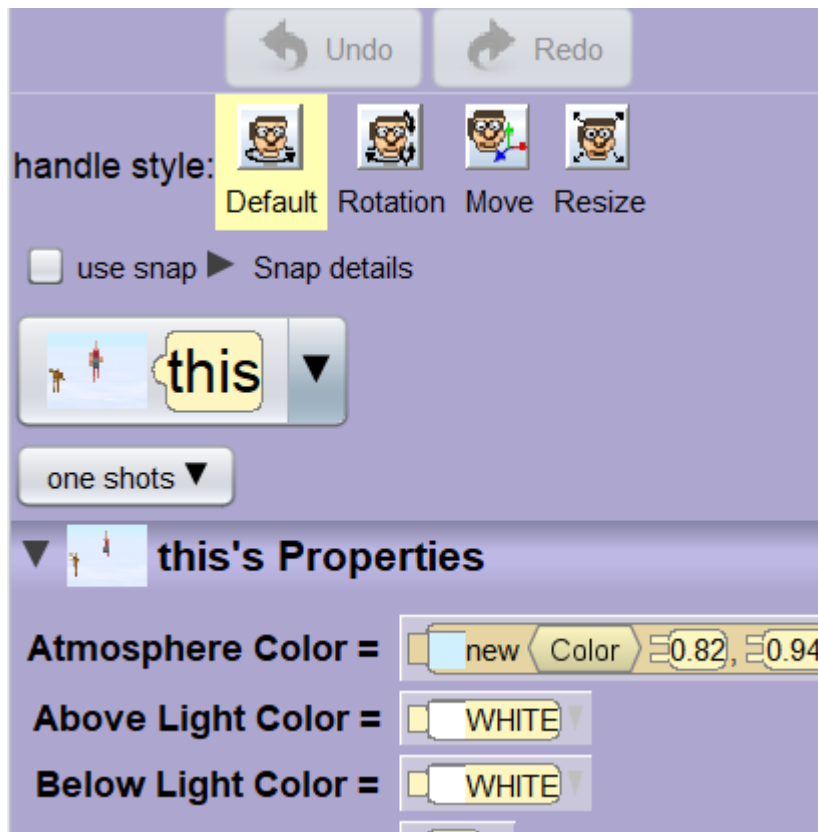 Undo Redo
handle style:
Default Rotation Move Resize
use snap Snap details
this
one shots
this's Properties
Atmosphere Color = new Color 0.82, 0.94
Above Light Color = WHITE
Below Light Color = WHITE